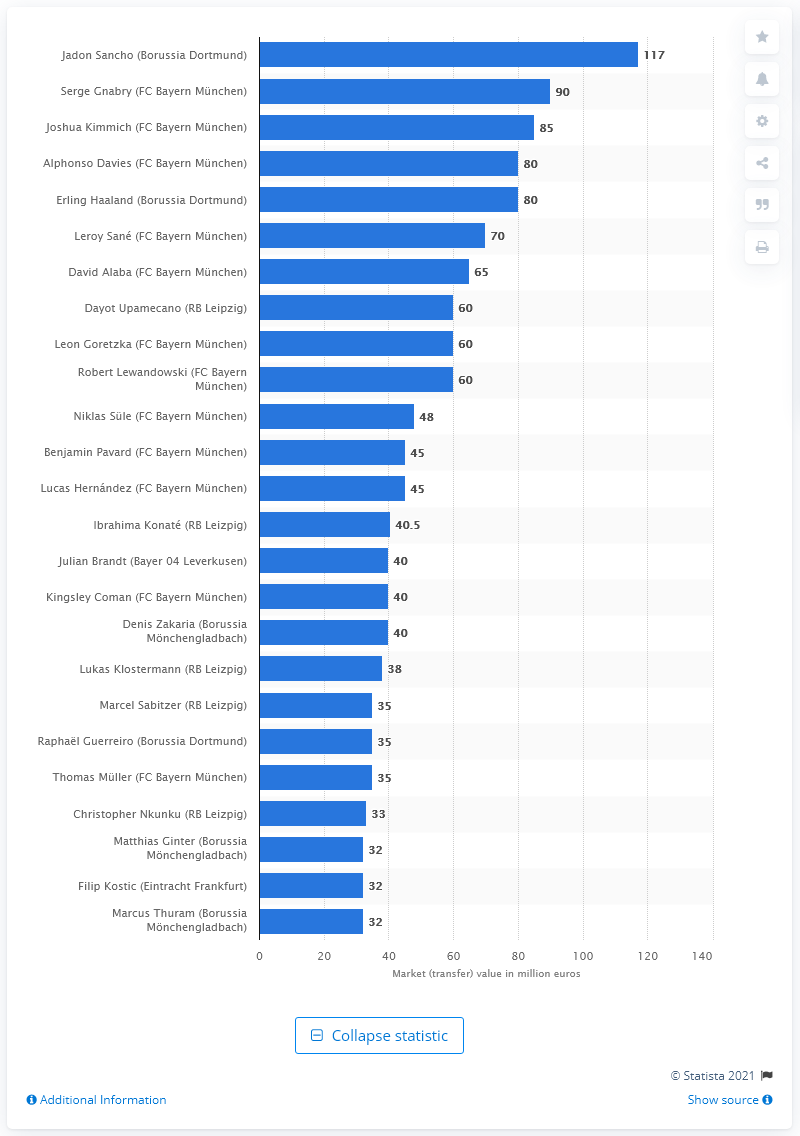 Jadon Sancho (Borussia Dortmund) 117
Serge Gnabry (FC Bayern München) 90
Joshua Kimmich (FC Bayern München) 85
Alphonso Davies (FC Bayern München) 80
Erling Haaland (Borussia Dortmund) 80
Leroy Sané (FC Bayern München) 70
David Alaba (FC Bayern München) 65
Dayot Upamecano (RB Leipzig) 60
Leon Goretzka (FC Bayern München) 60
Robert Lewandowski (FC Bayern
München) 60
Niklas Süle (FC Bayern München) 48
Benjamin Pavard (FC Bayern München) 45
Lucas Hernández (FC Bayern München) 45
Ibrahima Konaté (RB Leipzig) 40.5
Julian Brandt (Bayer 04 Leverkusen) 40
Kingsley Coman (FC Bayern München) 40
Denis Zakaria (Borussia
Mönchengladbach) 40
Lukas Klostermann (RB Leipzig) 38
Marcel Sabitzer (RB Leipzig) 35
Raphaël Guerreiro (Borussia Dortmund) 35
Thomas Müller (FC Bayern München) 35
Christopher Nkunku (RB Leipzig) 33
Matthias Ginter (Borussia
Mönchengladbach) 32
Filip Kostic (Eintracht Frankfurt) 32
Marcus Thuram (Borussia
Mönchengladbach) 32
0 20 40 60 80 100 120 140
Market (transfer) value in million euros
Collapse statistic
© Statista 2021
Additional Information Show source